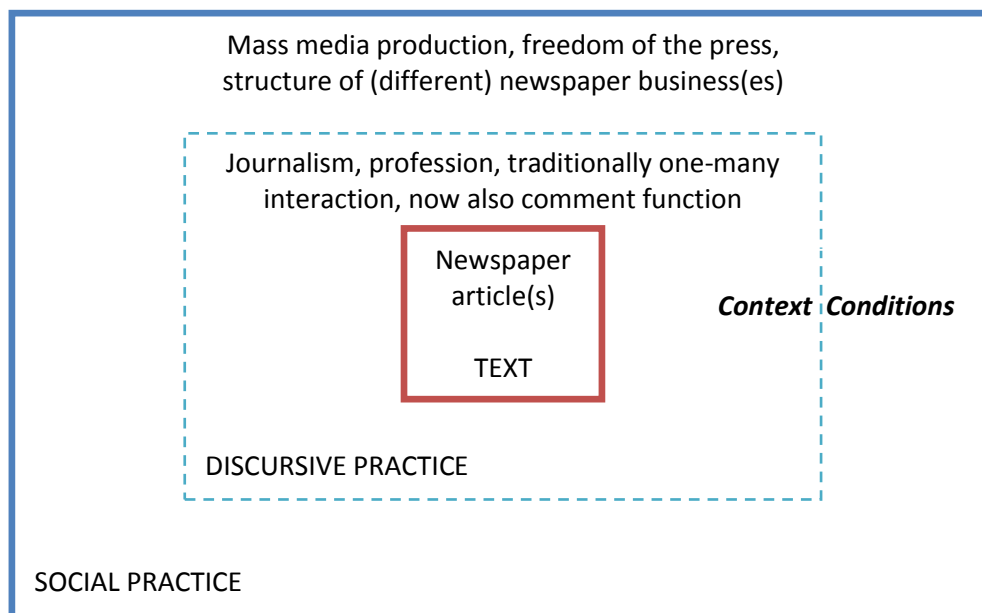 Mass media production, freedom of the press,
structure of (different) newspaper business(es)
Journalism, profession, traditionally one-many
interaction, now also comment function
Newspaper
article(s)
Context Conditions
TEXT
DISCURSIVE PRACTICE
SOCIAL PRACTICE